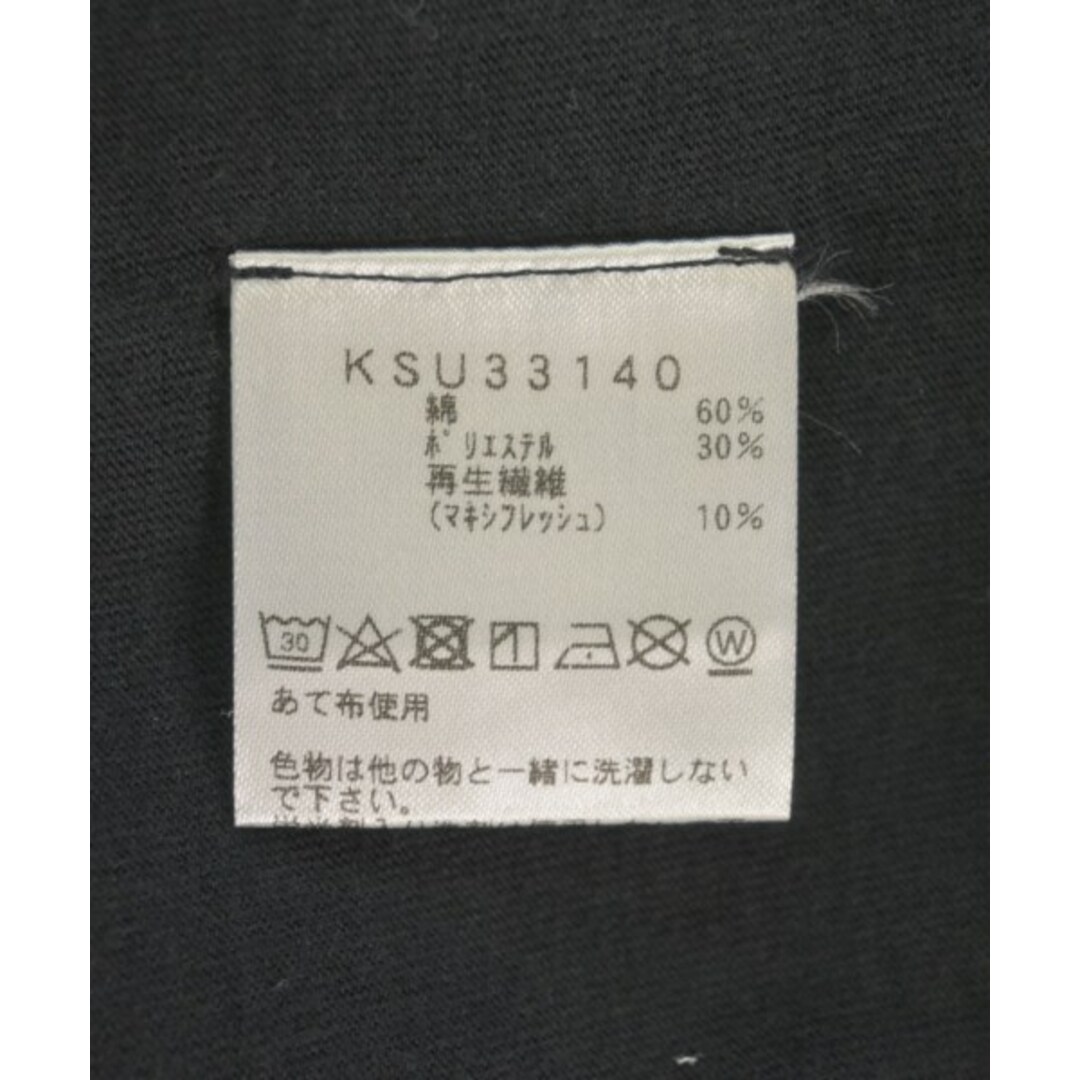 KSU33140
綿 60%
ﾎﾟﾘｴｽﾃﾙ 30%
再生繊維
(ﾏｷｼﾌﾚｯｼｭ) 10%
30 W
あて布使用
色物は他の物と一緒に洗濯しない
で下さい。